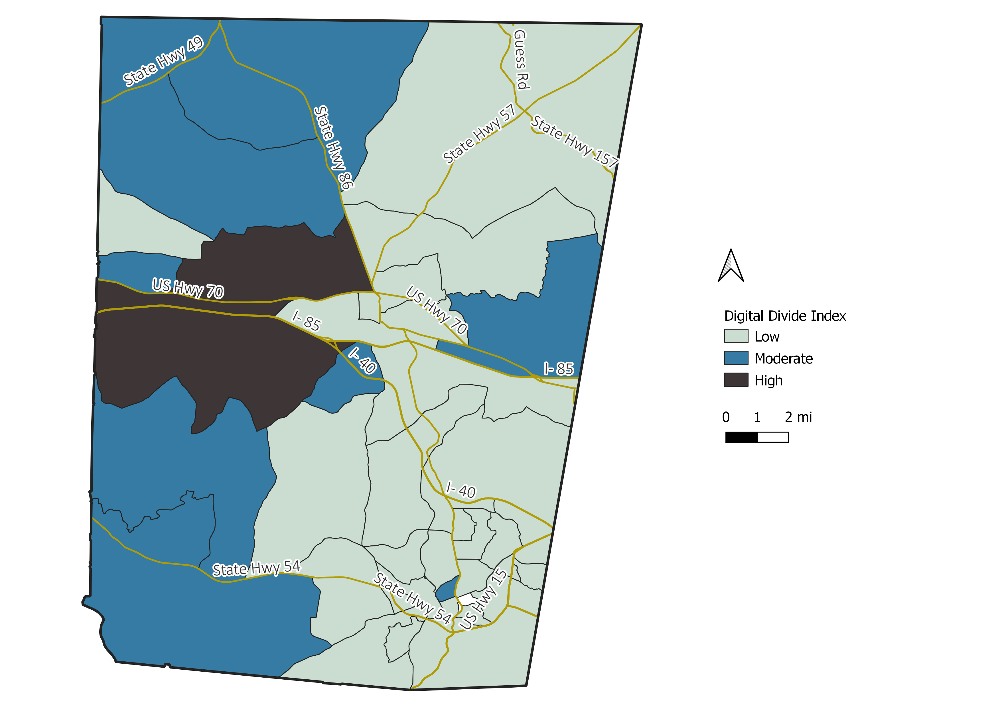 State Hwy 49
Guess Rd
State Hwy 86
State Hwy 57
State Hwy 157
US Hwy 70
US Hwy 70
I- 85
I- 40
I- 85
I- 40
State Hwy 54
State Hwy 54
US Hwy 15
Digital Divide Index
Low
Moderate
High
0 1 2 mi